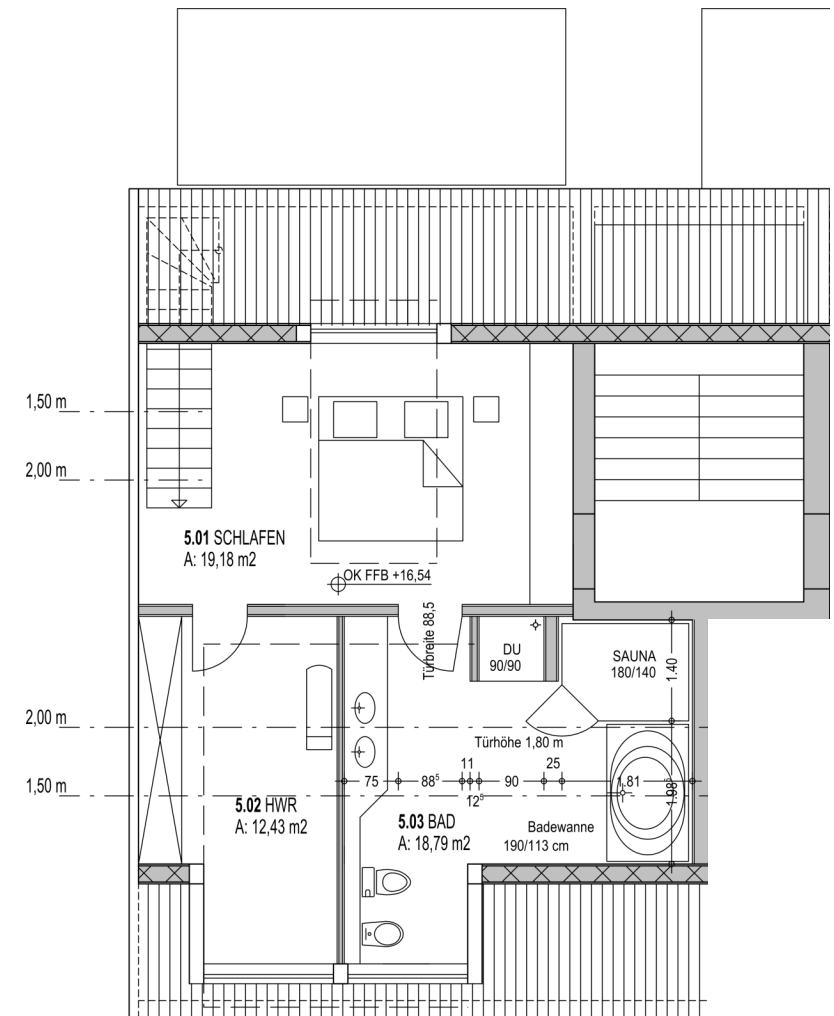 1,50 m
2,00 m
5.01 SCHLAFEN
A: 19,18 m2
OK FFB +16,54
Türbreite 88,5
DU
90/90
SAUNA
180/140
1.40
2,00 m
Türhöhe 1,80 m
1,50 m
11
25
75
88⁵
90
1.81
12⁵
1.98⁵
5.02 HWR
A: 12,43 m2
5.03 BAD
A: 18,79 m2
Badewanne
190/113 cm